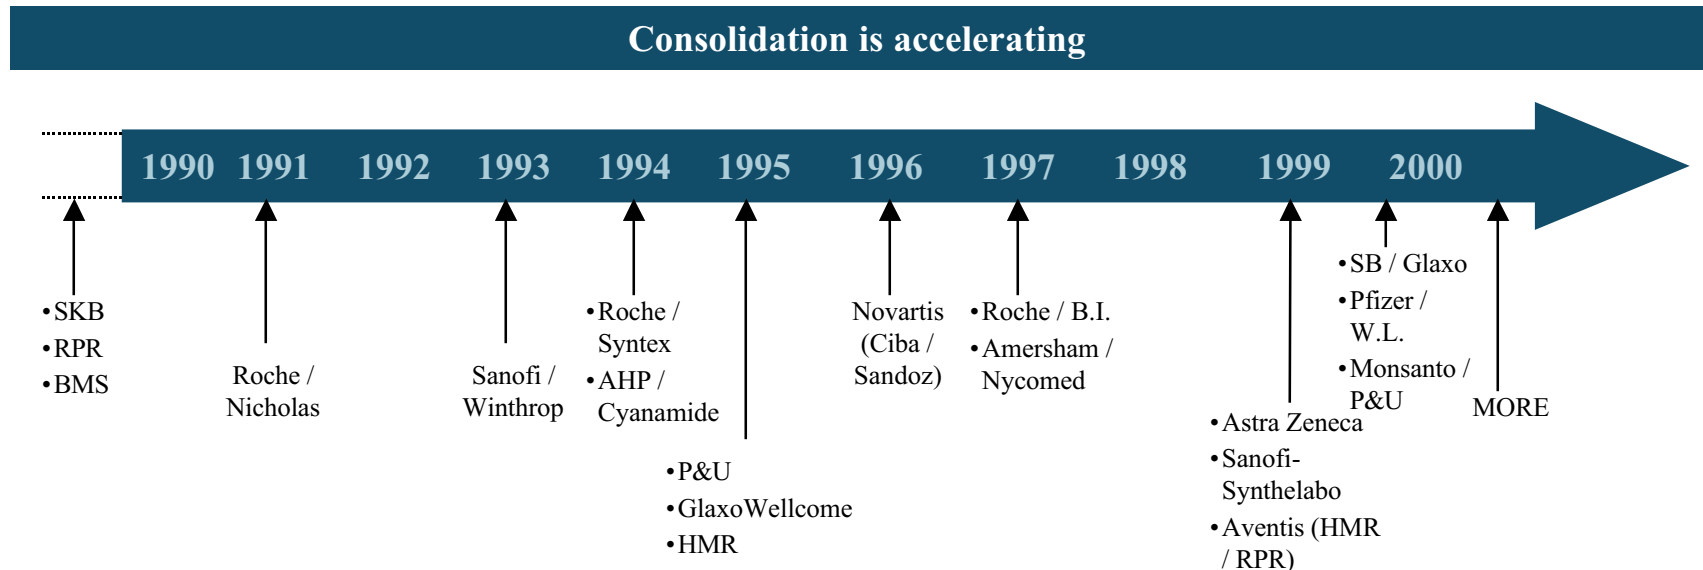 Consolidation is accelerating
1990 1991 1992 1993 1994 1995 1996 1997 1998 1999 2000
•SKB
•RPR
•BMS
Roche /
Nicholas
Sanofi /
Winthrop
•Roche /
Syntex
•AHP /
Cyanamide
•P&U
•GlaxoWellcome
•HMR
Novartis
(Ciba /
Sandoz)
•Roche / B.I.
•Amersham /
Nycomed
•Astra Zeneca
•Sanofi-
Synthelabo
•Aventis (HMR
/ RPR)
•SB / Glaxo
•Pfizer /
W.L.
•Monsanto /
P&U
MORE